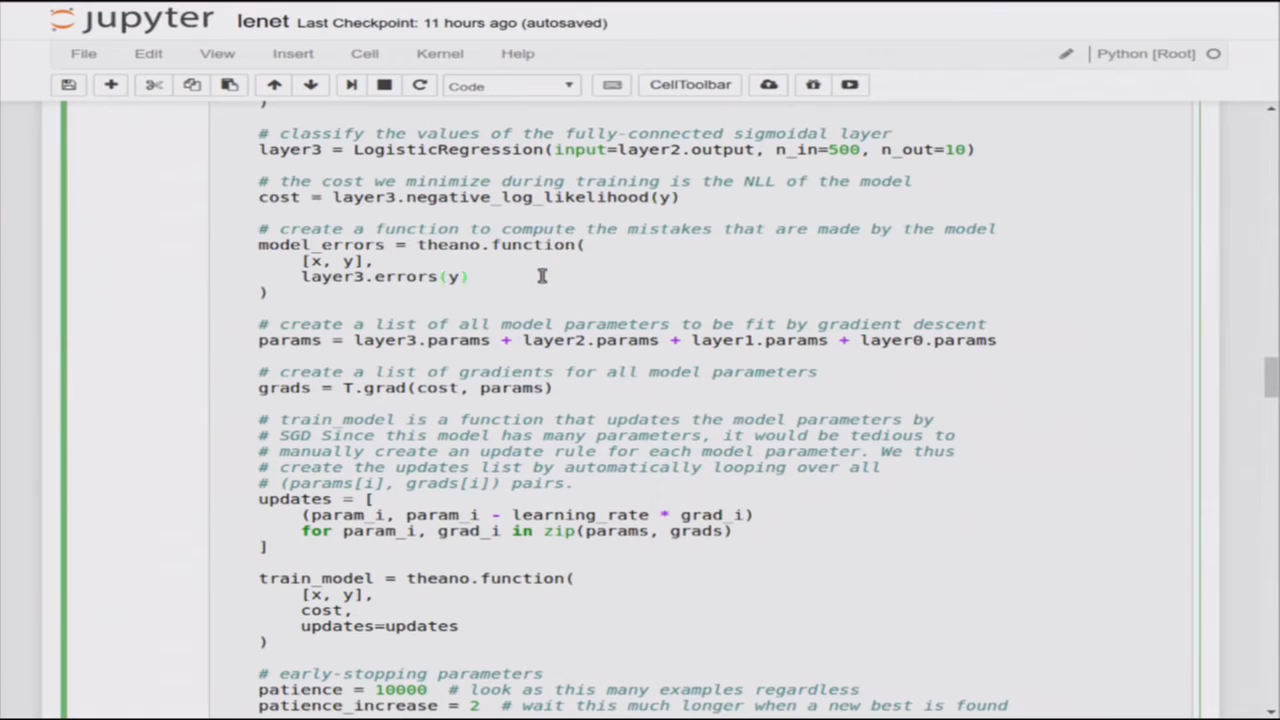 jupyter lenet Last Checkpoint: 11 hours ago (autosaved)
File Edit View Insert Cell Kernel Help Python [Root]
Code CellToolbar
)
# classify the values of the fully-connected sigmoidal layer
layer3 = LogisticRegression(input=layer2.output, n_in=500, n_out=10)
# the cost we minimize during training is the NLL of the model
cost = layer3.negative_log_likelihood(y)
# create a function to compute the mistakes that are made by the model
model_errors = theano.function(
[x, y],
layer3.errors(y)
)
# create a list of all model parameters to be fit by gradient descent
params = layer3.params + layer2.params + layer1.params + layer0.params
# create a list of gradients for all model parameters
grads = T.grad(cost, params)
# train_model is a function that updates the model parameters by
# SGD Since this model has many parameters, it would be tedious to
# manually create an update rule for each model parameter. We thus
# create the updates list by automatically looping over all
# (params[i], grads[i]) pairs.
updates = [
(param_i, param_i - learning_rate * grad_i)
for param_i, grad_i in zip(params, grads)
]
train_model = theano.function(
[x, y],
cost,
updates=updates
)
# early-stopping parameters
patience = 10000 # look as this many examples regardless
patience_increase = 2 # wait this much longer when a new best is found